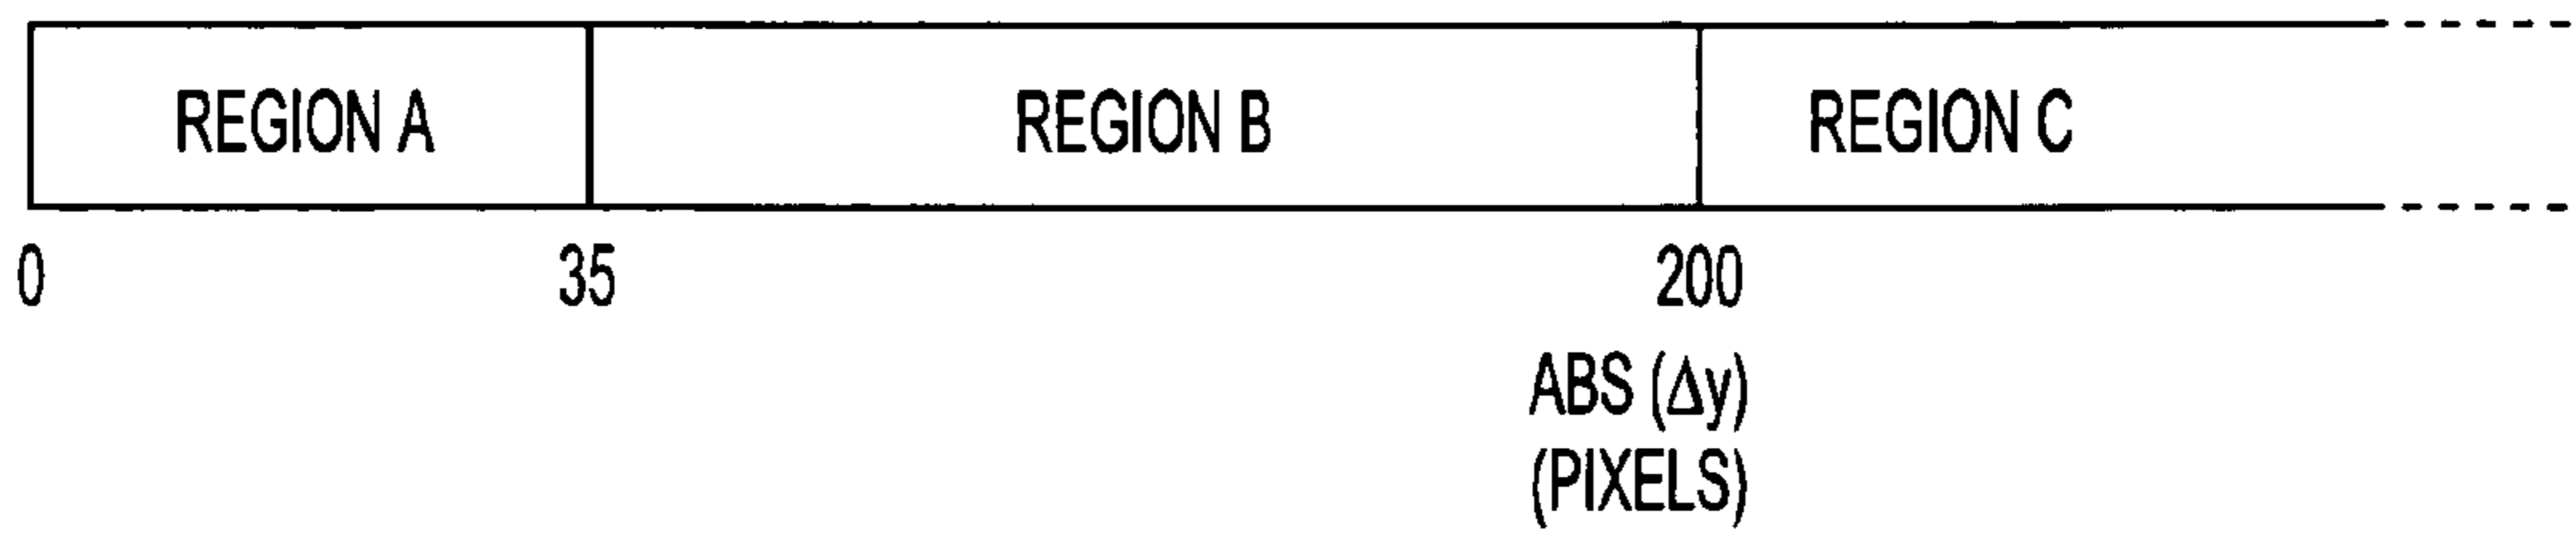 REGION A REGION B REGION C
0 35 200
ABS (Δy)
(PIXELS)